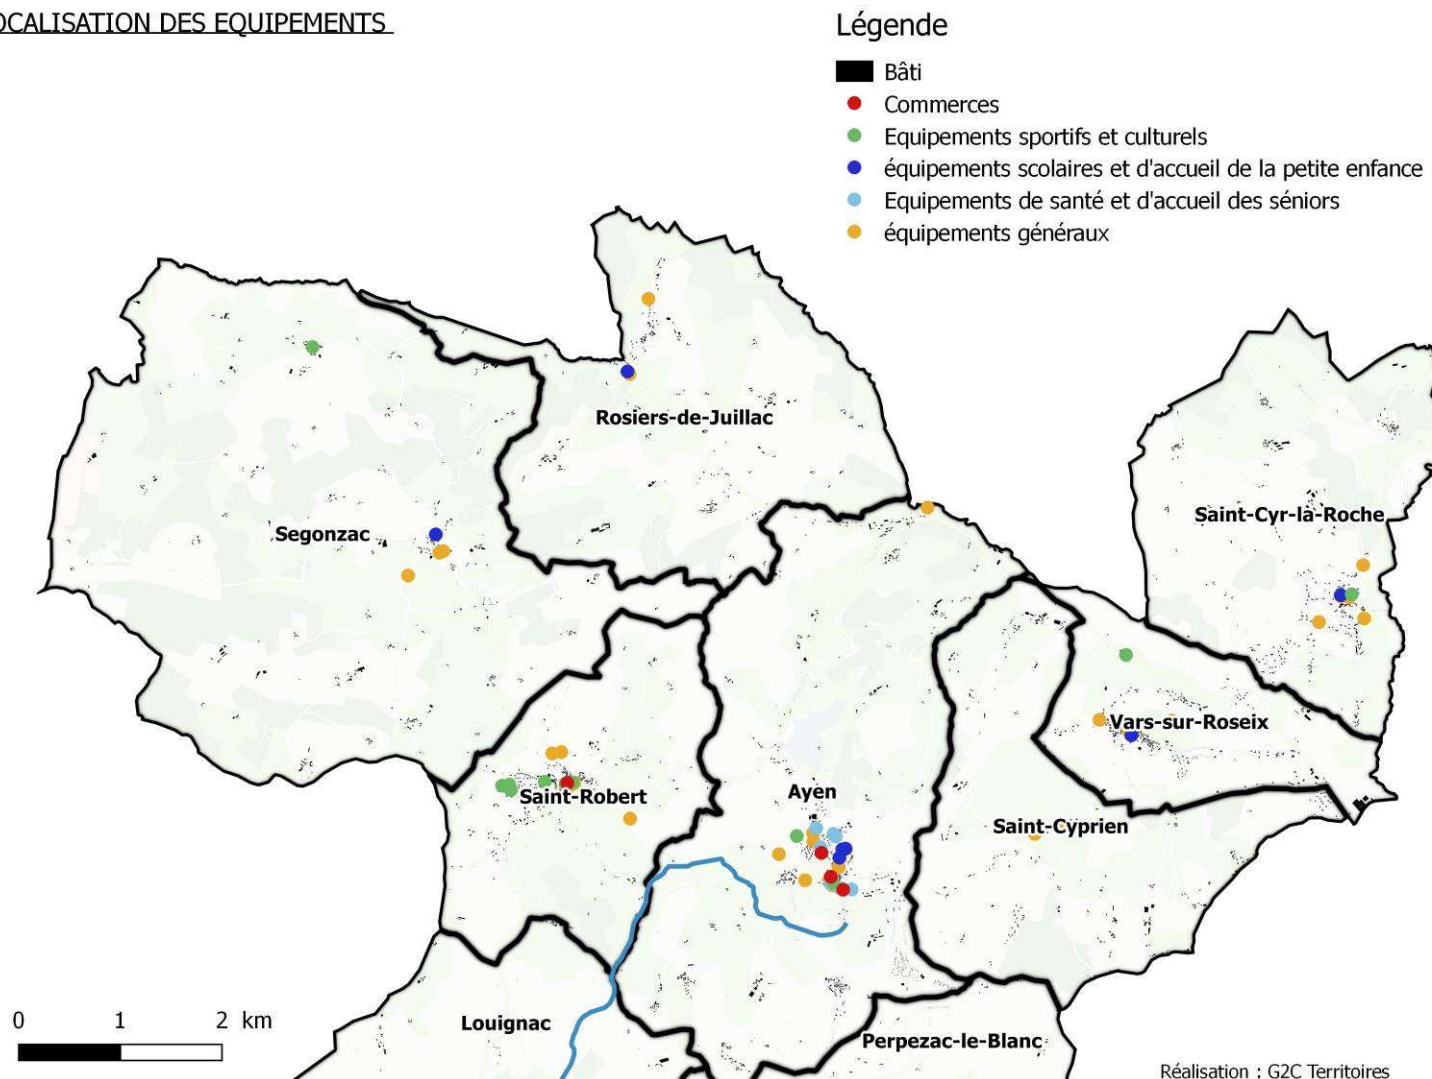 OCALISATION DES EQUIPEMENTS
Légende
Bâti
Commerces
Equipements sportifs et culturels
équipements scolaires et d'accueil de la petite enfance
Equipements de santé et d'accueil des séniors
équipements généraux
Rosiers-de-Juillac
Segonzac
Saint-Cyr-la-Roche
Vars-sur-Roseix
Saint-Robert
Ayen
Saint-Cyprien
Louignac
Perpezac-le-Blanc
0 1 2 km
Réalisation : G2C Territoires